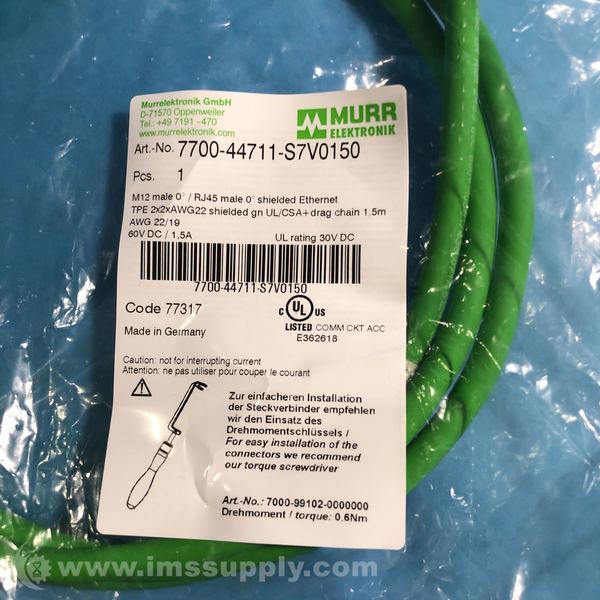 Murrelektronik GmbH
D-71570 Oppenweiler
Tel.: +49 7191 -470
www.murrelektronik.com
MURR
ELEKTRONIK
Art.-No. 7700-44711-S7V0150
Pcs. 1
M12 male 0° / RJ45 male 0° shielded Ethernet
TPE 2x2xAWG22 shielded gn UL/CSA+drag chain 1,5m
AWG 22/19
60V DC / 1,5A UL rating 30V DC
7700-44711-S7V0150
Code 77317
Made in Germany
C UL US
LISTED COMM CKT ACC
E362618
Caution: not for interrupting current
Attention: ne pas utiliser pour couper le courant
Zur einfacheren Installation
der Steckverbinder empfehlen
wir den Einsatz des
Drehmomentschlüssels /
For easy installation of the
connectors we recommend
our torque screwdriver
Art.-No.: 7000-99102-0000000
Drehmoment / torque: 0,6Nm
www.imssupply.com/